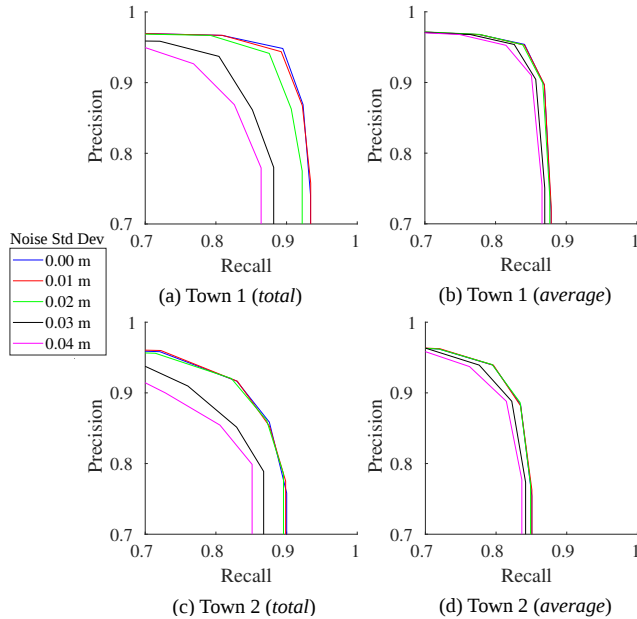 1
0.9
0.8
0.7
Precision
0.7 0.8 0.9 1
Recall
(a) Town 1 (total)
1
0.9
0.8
0.7
Precision
0.7 0.8 0.9 1
Recall
(b) Town 1 (average)
Noise Std Dev
0.00 m
0.01 m
0.02 m
0.03 m
0.04 m
1
0.9
0.8
0.7
Precision
0.7 0.8 0.9 1
Recall
(c) Town 2 (total)
1
0.9
0.8
0.7
Precision
0.7 0.8 0.9 1
Recall
(d) Town 2 (average)